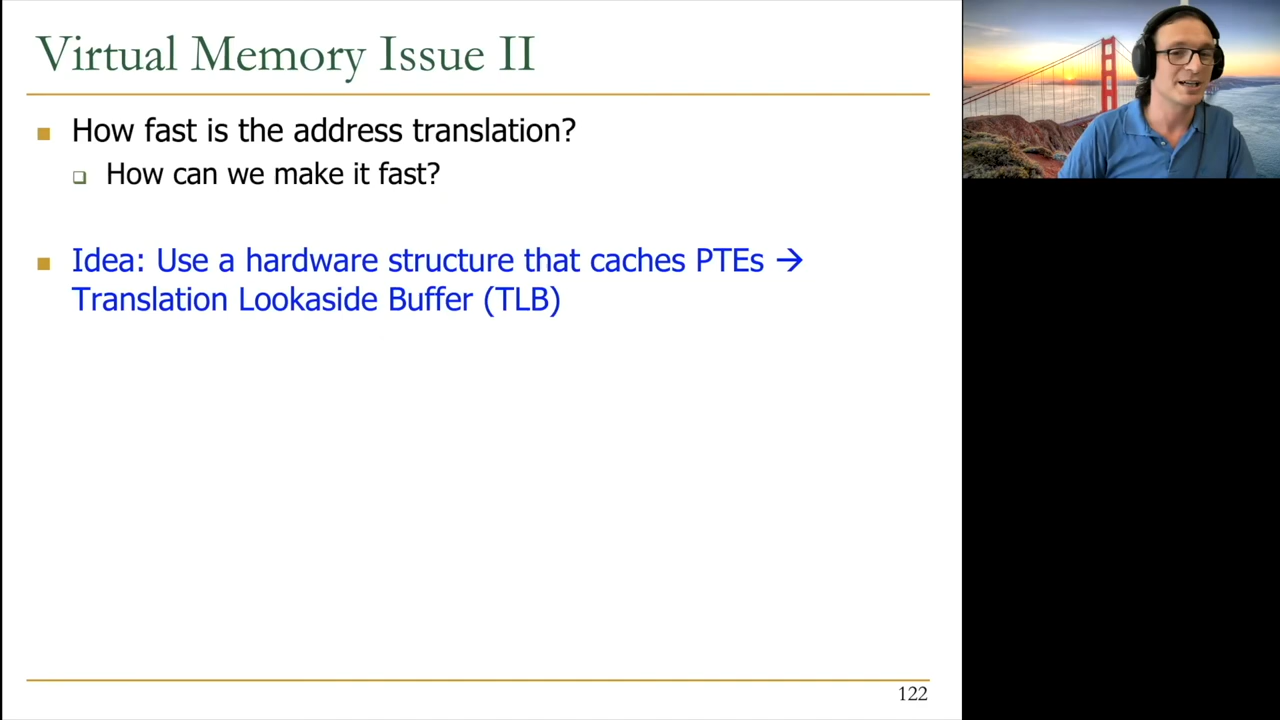 Virtual Memory Issue II
How fast is the address translation?
How can we make it fast?
Idea: Use a hardware structure that caches PTEs →
Translation Lookaside Buffer (TLB)
122